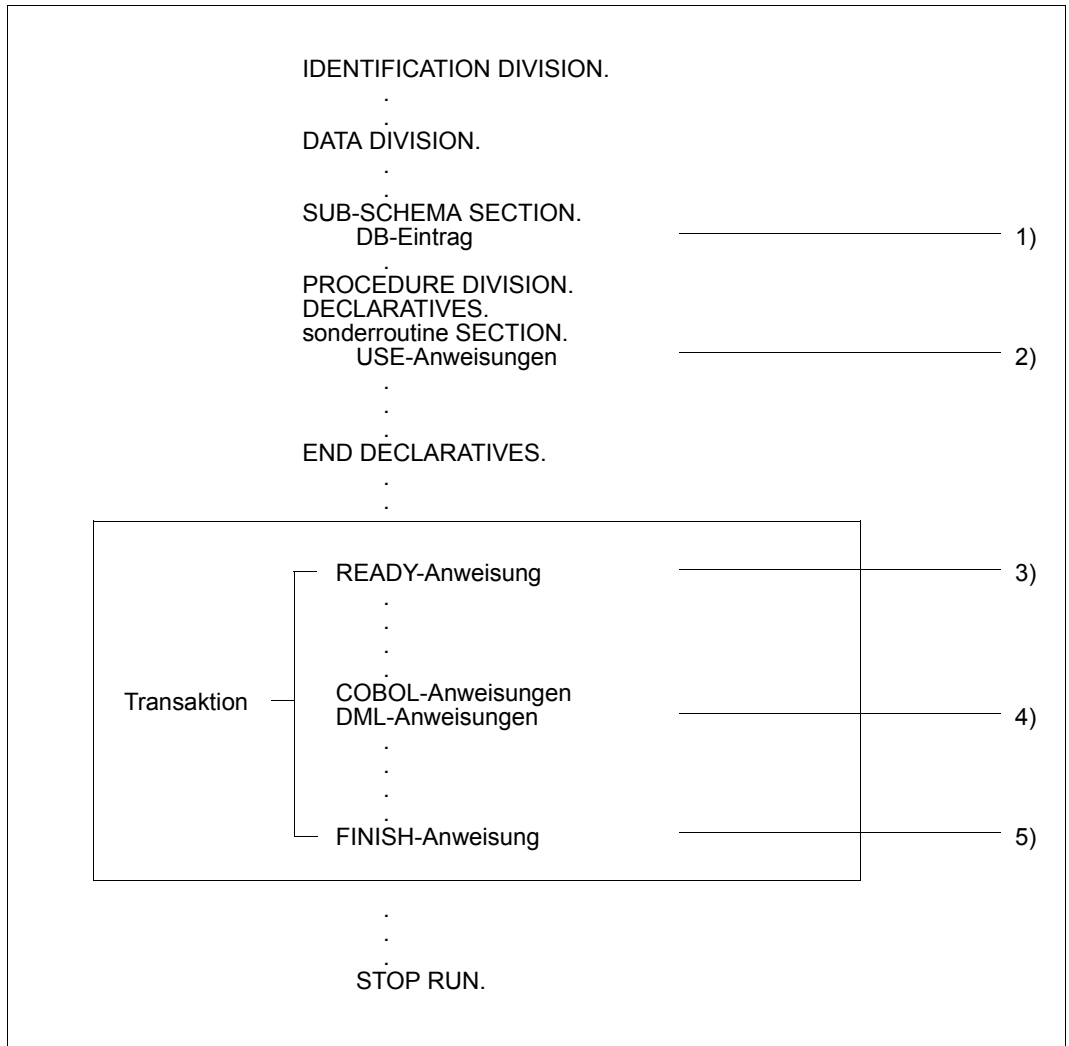 IDENTIFICATION DIVISION.
.
.
DATA DIVISION.
.
.
SUB-SCHEMA SECTION.
DB-Eintrag 1)
.
PROCEDURE DIVISION.
DECLARATIVES.
sonderroutine SECTION.
USE-Anweisungen 2)
.
.
.
END DECLARATIVES.
.
.
READY-Anweisung 3)
.
.
.
.
Transaktion COBOL-Anweisungen
DML-Anweisungen 4)
.
.
.
.
FINISH-Anweisung 5)
.
.
.
STOP RUN.